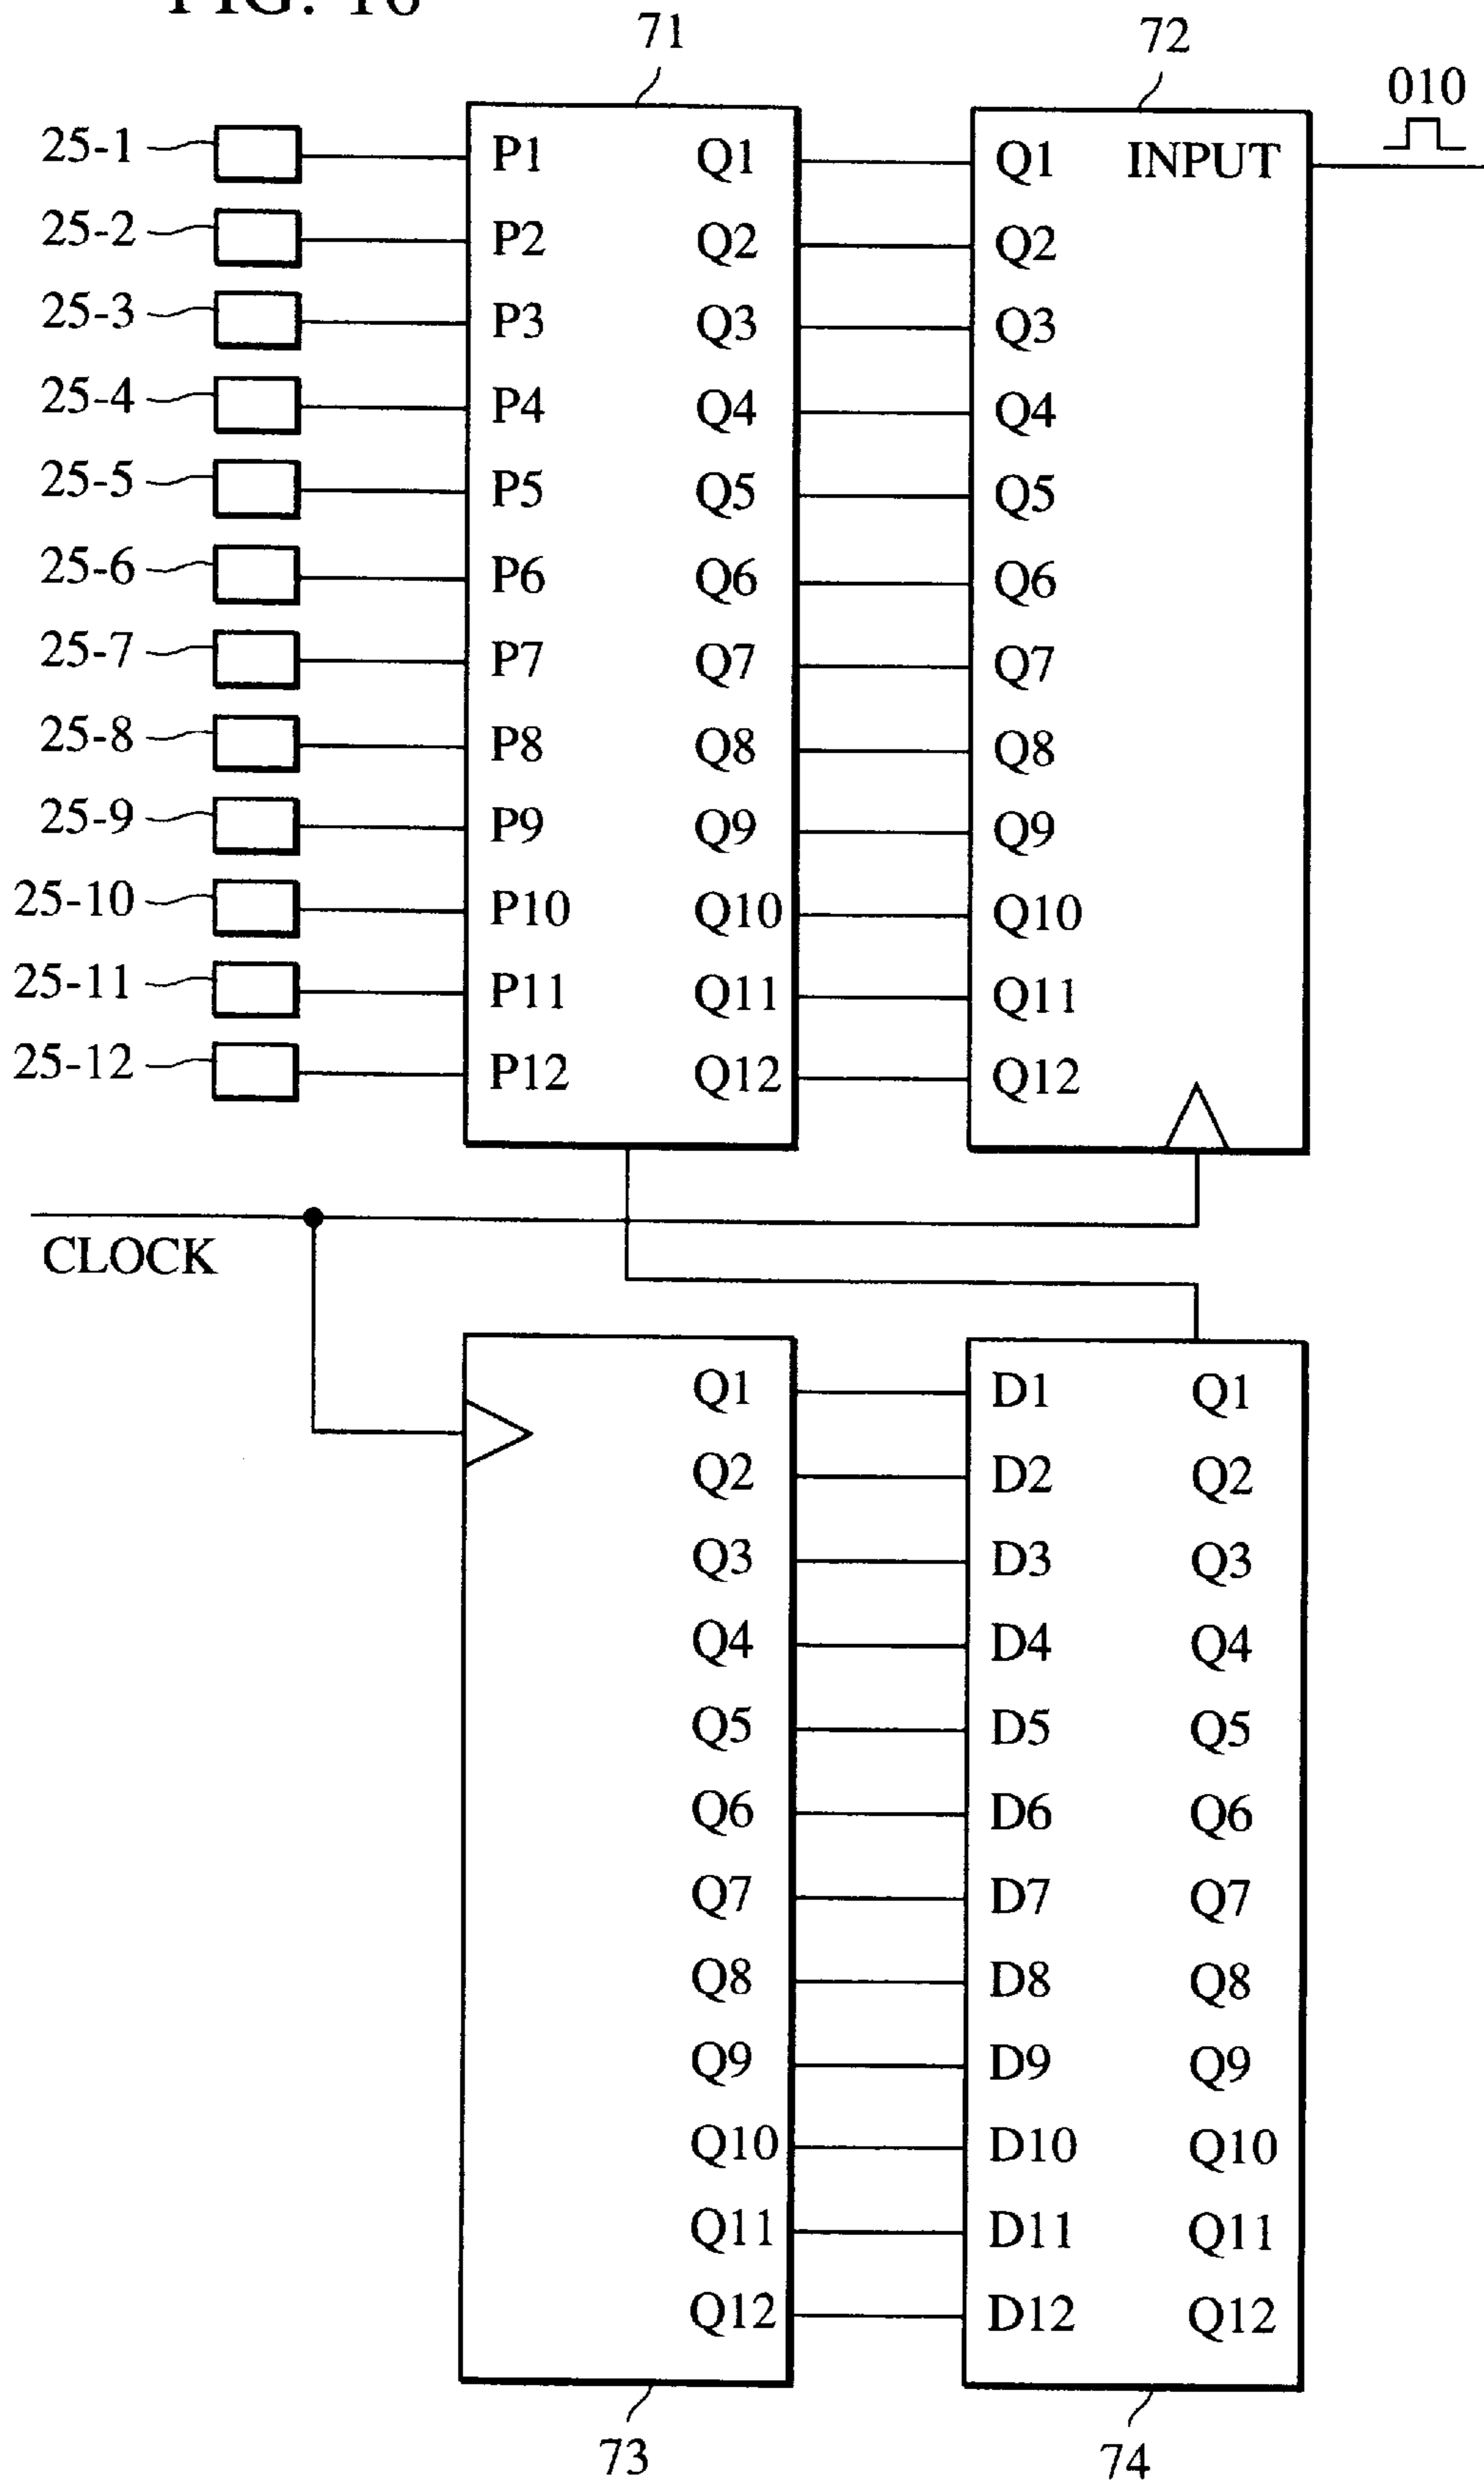 FIG.
71
72
010
25-1
P1
Q1
Q1
INPUT
25-2
P2
Q2
Q2
25-3
P3
Q3
Q3
25-4
P4
Q4
Q4
25-5
P5
Q5
Q5
25-6
P6
Q6
Q6
25-7
P7
Q7
Q7
25-8
P8
Q8
Q8
25-9
P9
Q9
Q9
25-10
P10
Q10
Q10
25-11
P11
Q11
Q11
25-12
P12
Q12
Q12
CLOCK
Q1
D1
Q1
Q2
D2
Q2
Q3
D3
Q3
Q4
D4
Q4
Q5
D5
Q5
Q6
D6
Q6
Q7
D7
Q7
Q8
D8
Q8
Q9
D9
Q9
Q10
D10
Q10
Q11
D11
Q11
Q12
D12
Q12
73
74